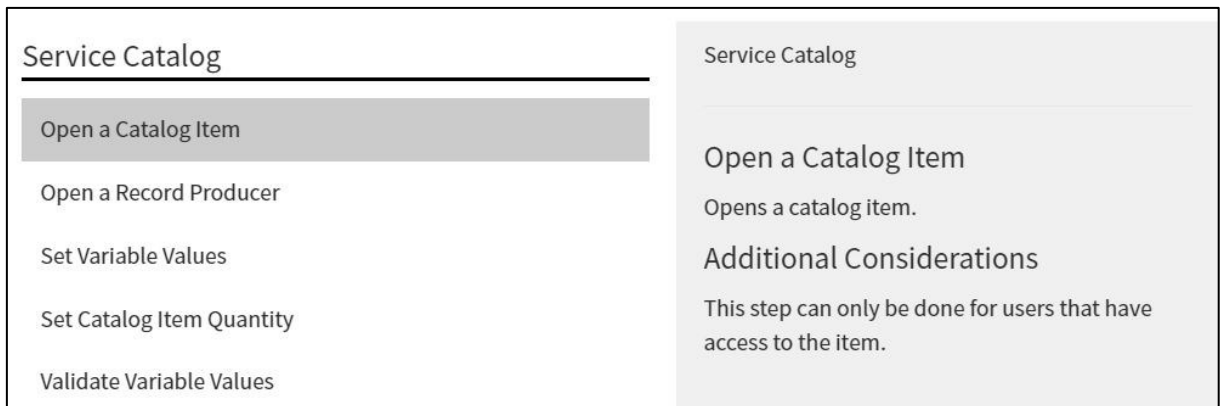 Service Catalog
Open a Catalog Item
Open a Record Producer
Set Variable Values
Set Catalog Item Quantity
Validate Variable Values
Service Catalog
Open a Catalog Item
Opens a catalog item.
Additional Considerations
This step can only be done for users that have
access to the item.